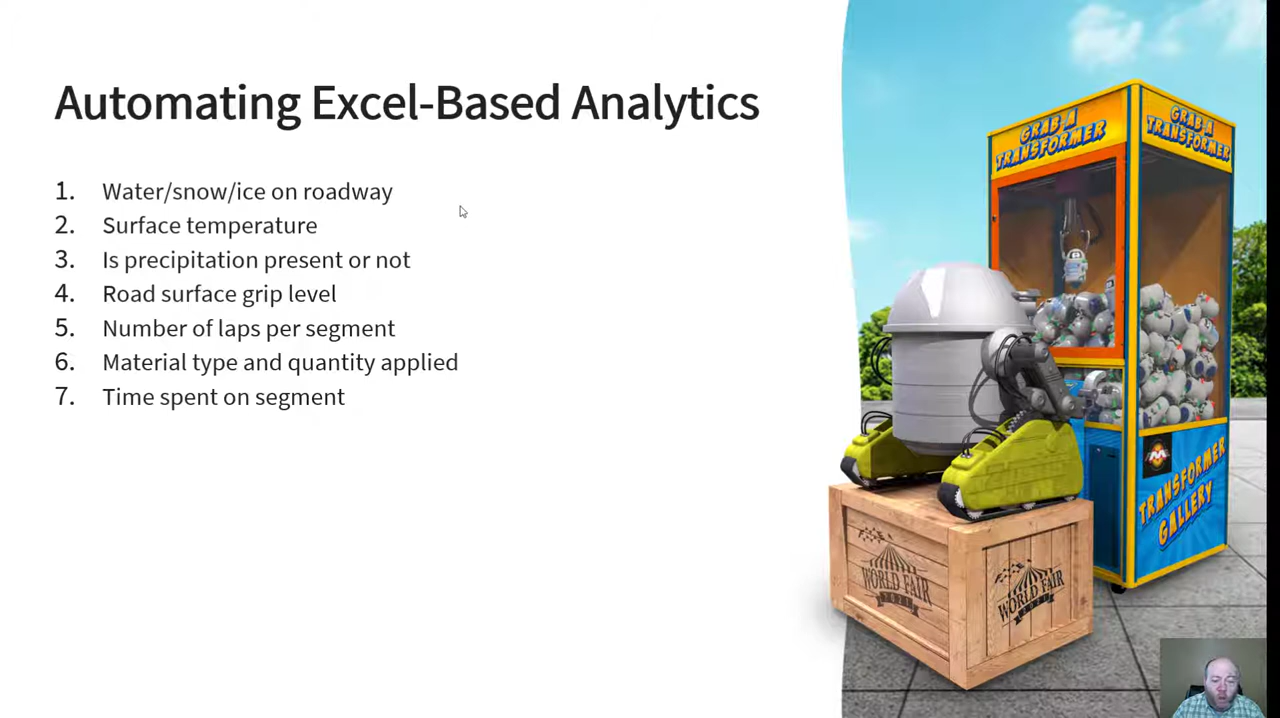 Automating Excel-Based Analytics
1. Water/snow/ice on roadway
2. Surface temperature
3. Is precipitation present or not
4. Road surface grip level
5. Number of laps per segment
6. Material type and quantity applied
7. Time spent on segment
GRAB A
TRANSFORMER
GRAB A
TRANSFORMER
TRANSFORMER
GALLERY
WORLD FAIR
2021
WORLD FAIR
2021